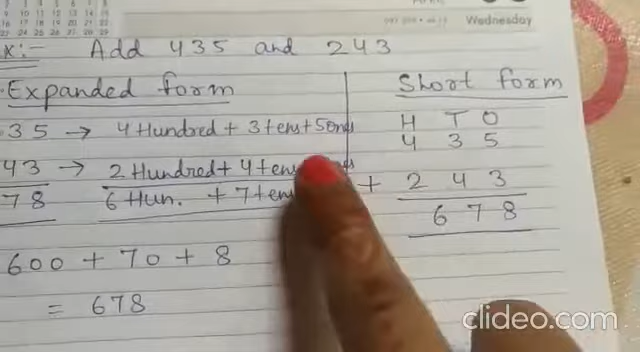 Wednesday
x:- Add 435 and 243
Expanded form
35 → 4 Hundred + 3 tens + 5 ones
43 → 2 Hundred + 4 tens
78 6 Hun. + 7 tens
600 + 70 + 8
= 678
Short form
H T O
4 3 5
+ 2 4 3
6 7 8
clideo.com